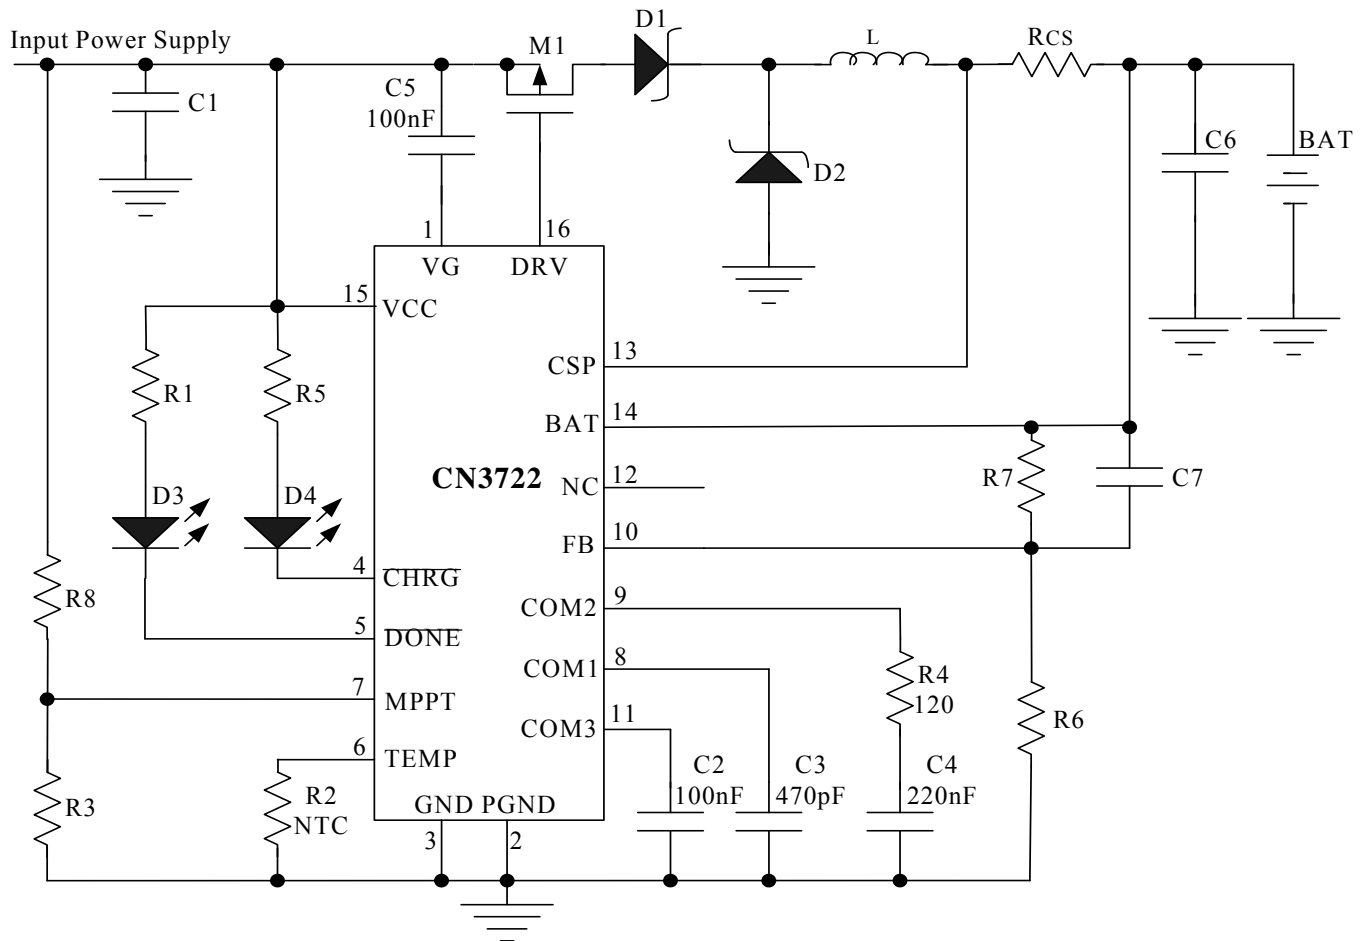 D1
Input Power Supply
M1
L
RCS
C5
100nF
C1
C6
BAT
D2
1
16
VG
DRV
15
VCC
13
CSP
R1
R5
14
BAT
CN3722
12
NC
R7
C7
D3
D4
10
FB
4
CHRG
R8
9
COM2
5
DONE
8
COM1
R4
120
7
MPPT
11
COM3
R6
6
TEMP
C2
100nF
C3
470pF
C4
220nF
R3
R2
NTC
GND
PGND
3
2